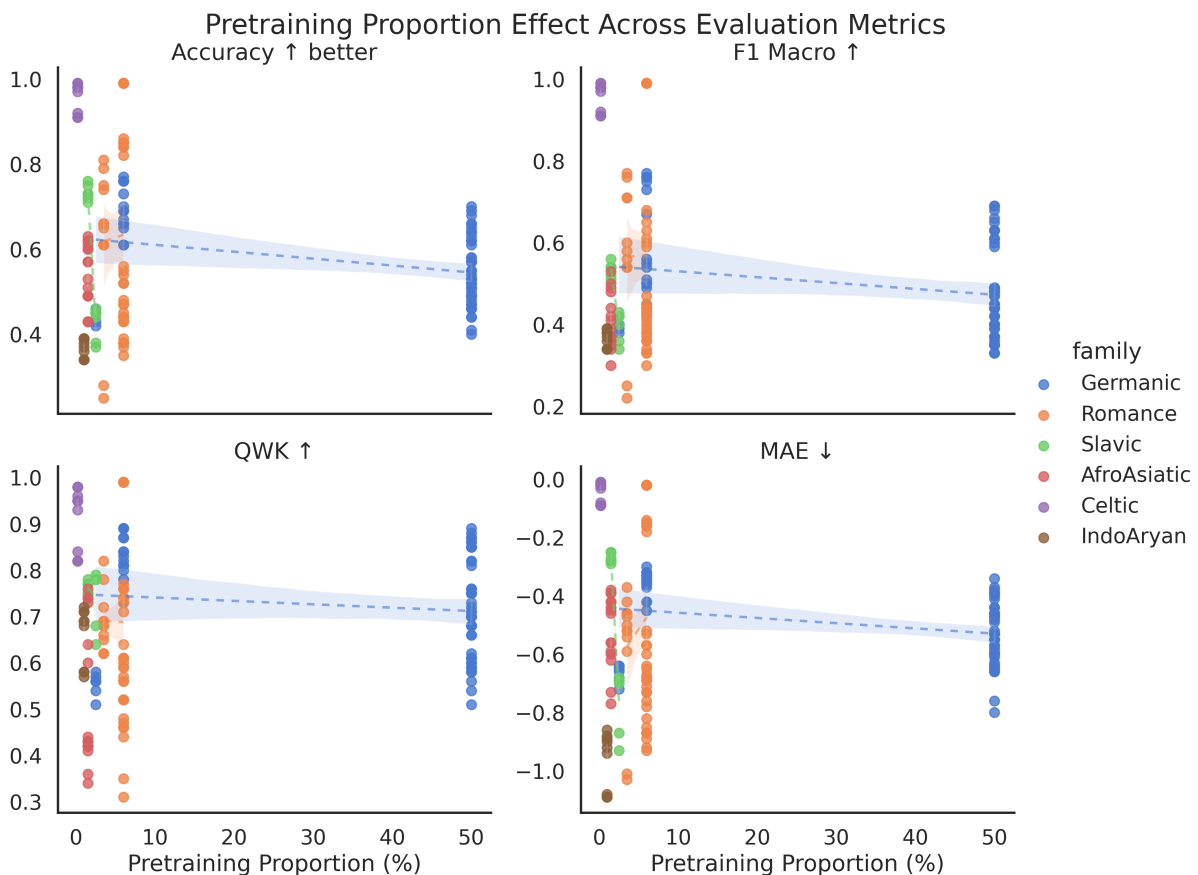 Pretraining Proportion Effect Across Evaluation Metrics
Accuracy ↑ better
F1 Macro ↑
1.0
0.8
0.6
0.4
1.0
0.8
0.6
0.4
0.2
QWK ↑
MAE ↓
1.0
0.9
0.8
0.7
0.6
0.5
0.4
0.3
0.0
−0.2
−0.4
−0.6
−0.8
−1.0
0 10 20 30 40 50
0 10 20 30 40 50
Pretraining Proportion (%)
Pretraining Proportion (%)
family
Germanic
Romance
Slavic
AfroAsiatic
Celtic
IndoAryan